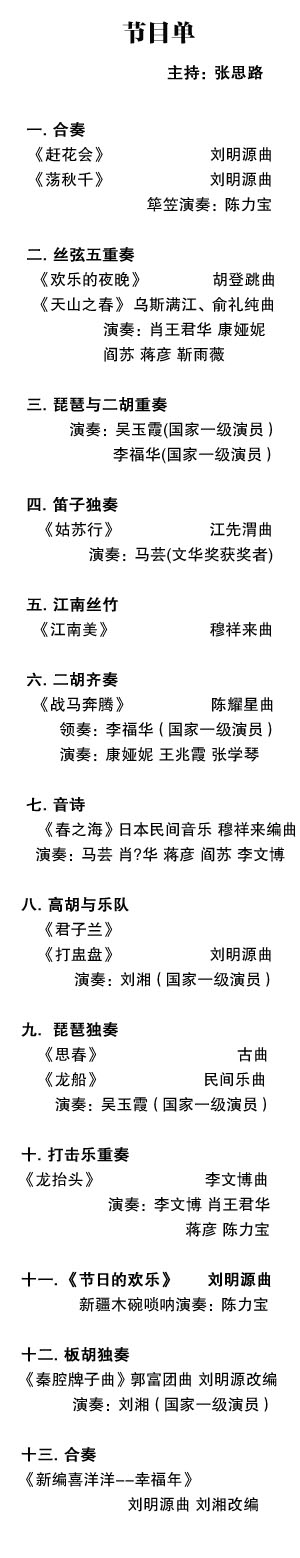 节目单
主持：张思路
一. 合奏
《赶花会》 刘明源曲
《荡秋千》 刘明源曲
筚笠演奏：陈力宝
二. 丝弦五重奏
《欢乐的夜晚》 胡登跳曲
《天山之春》乌斯满江、俞礼纯曲
演奏：肖王君华 康娅妮
阎苏 蒋彦 靳雨薇
三. 琵琶与二胡重奏
演奏：吴玉霞(国家一级演员)
李福华(国家一级演员)
四. 笛子独奏
《姑苏行》 江先渭曲
演奏：马芸(文华奖获奖者)
五. 江南丝竹
《江南美》 穆祥来曲
六. 二胡齐奏
《战马奔腾》 陈耀星曲
领奏：李福华(国家一级演员)
演奏：康娅妮 王兆霞 张学琴
七. 音诗
《春之海》日本民间音乐 穆祥来编曲
演奏：马芸 肖?华 蒋彦 阎苏 李文博
八. 高胡与乐队
《君子兰》
《打盅盘》 刘明源曲
演奏：刘湘(国家一级演员)
九. 琵琶独奏
《思春》 古曲
《龙船》 民间乐曲
演奏：吴玉霞(国家一级演员)
十. 打击乐重奏
《龙抬头》 李文博曲
演奏：李文博 肖王君华
蒋彦 陈力宝
十一.《节日的欢乐》 刘明源曲
新疆木碗唢呐演奏：陈力宝
十二. 板胡独奏
《秦腔牌子曲》郭富团曲 刘明源改编
演奏：刘湘(国家一级演员)
十三. 合奏
《新编喜洋洋--幸福年》
刘明源曲 刘湘改编